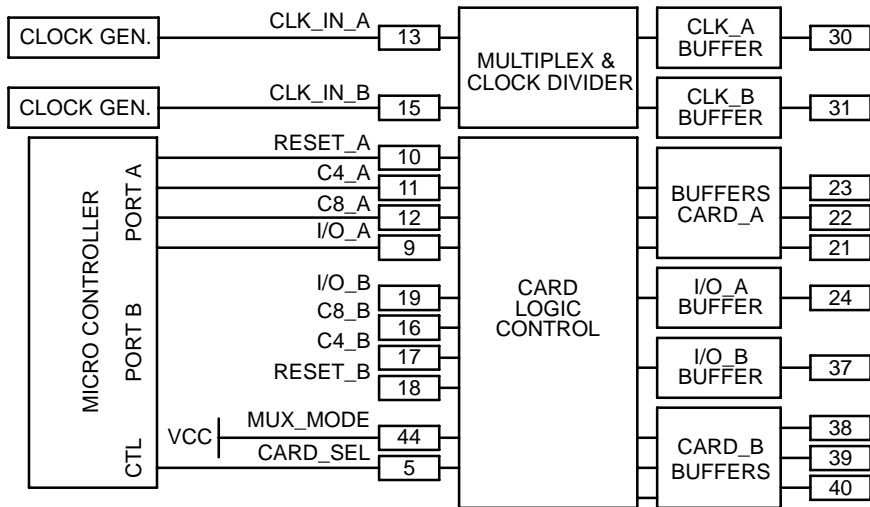 CLOCK GEN.
CLK_IN_A
13
MULTIPLEX &
CLOCK DIVIDER
CLK_A
BUFFER
30
CLOCK GEN.
CLK_IN_B
15
CLK_B
BUFFER
31
MICRO CONTROLLER
PORT A
PORT B
CTL
RESET_A
10
C4_A
11
C8_A
12
I/O_A
9
I/O_B
19
C8_B
16
C4_B
17
RESET_B
18
VCC
MUX_MODE
44
CARD_SEL
5
CARD
LOGIC
CONTROL
BUFFERS
CARD_A
23
22
21
I/O_A
BUFFER
24
I/O_B
BUFFER
37
CARD_B
BUFFERS
38
39
40